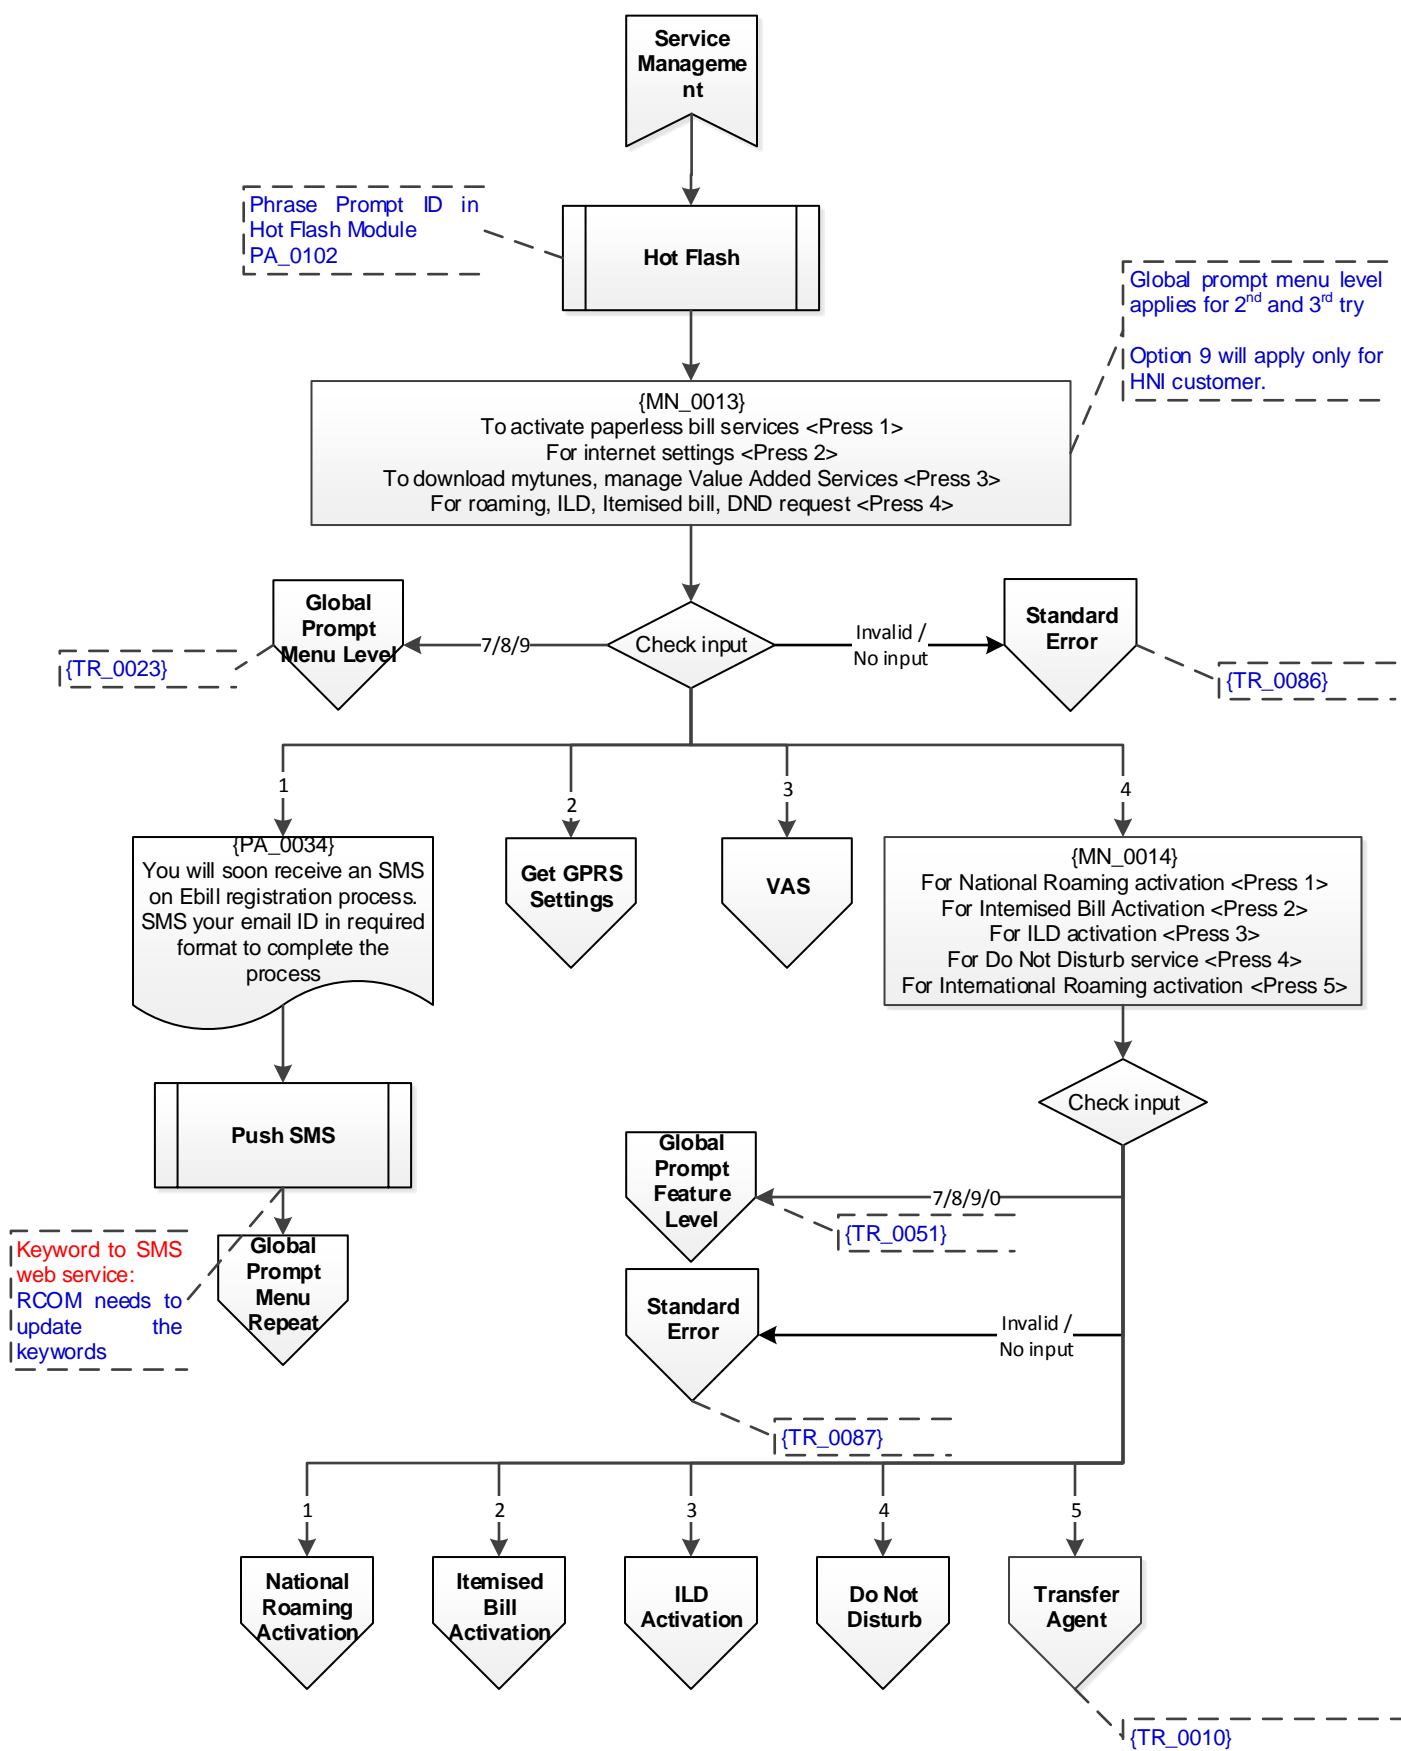 Service
Manageme
nt
Phrase Prompt ID in
Hot Flash Module
PA_0102
Hot Flash
Global prompt menu level
applies for 2nd and 3rd try
Option 9 will apply only for
HNI customer.
{MN_0013}
To activate paperless bill services <Press 1>
For internet settings <Press 2>
To download mytunes, manage Value Added Services <Press 3>
For roaming, ILD, Itemised bill, DND request <Press 4>
Global
Prompt
Menu Level
{TR_0023}
7/8/9
Check input
Invalid /
No input
Standard
Error
{TR_0086}
1
2
3
4
{PA_0034}
You will soon receive an SMS
on Ebill registration process.
SMS your email ID in required
format to complete the
process
Get GPRS
Settings
VAS
{MN_0014}
For National Roaming activation <Press 1>
For Intemised Bill Activation <Press 2>
For ILD activation <Press 3>
For Do Not Disturb service <Press 4>
For International Roaming activation <Press 5>
Check input
Push SMS
Global
Prompt
Feature
Level
7/8/9/0
{TR_0051}
Keyword to SMS
web service:
RCOM needs to
update the
keywords
Global
Prompt
Menu
Repeat
Standard
Error
Invalid /
No input
{TR_0087}
1
2
3
4
5
National
Roaming
Activation
Itemised
Bill
Activation
ILD
Activation
Do Not
Disturb
Transfer
Agent
{TR_0010}